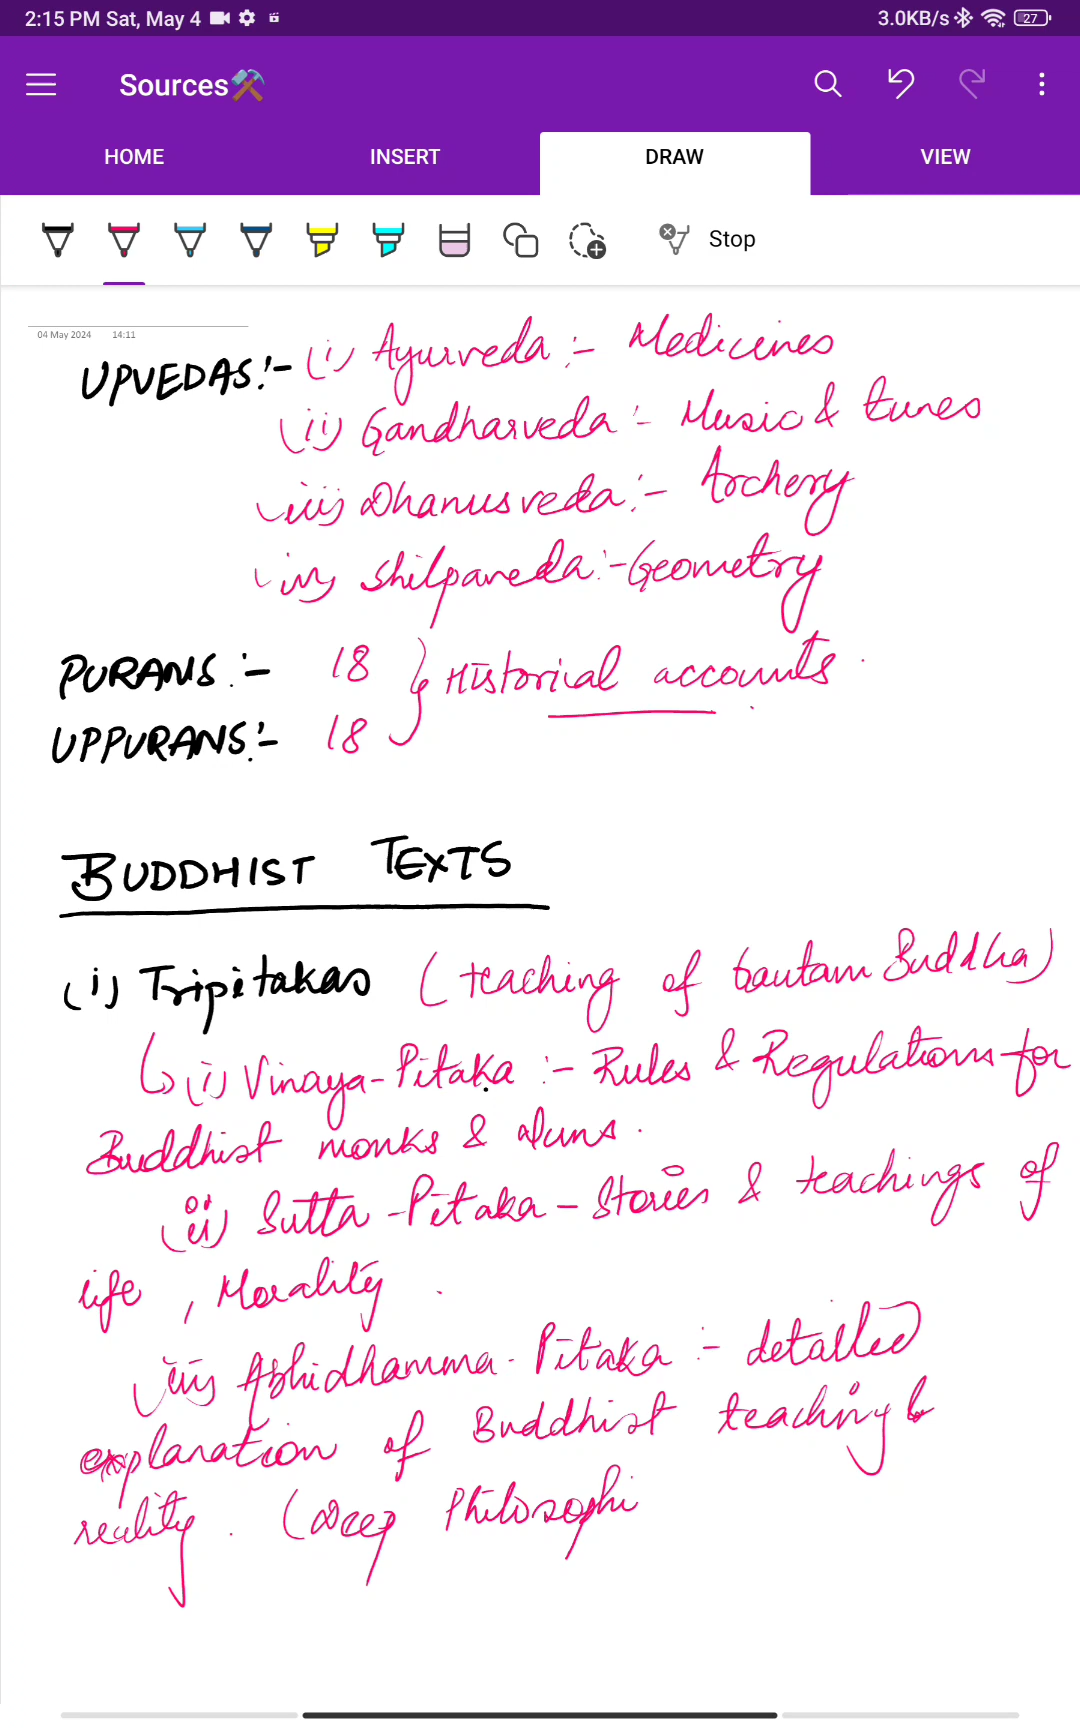 2:15 PM Sat, May 4
3.0KB/s
27
Sources
HOME INSERT DRAW VIEW
Stop
04 May 2024 14:11
UPVEDAS:- (i) Ayurveda :- Medicines
(ii) Gandharveda :- Music & tunes
(iii) Dhanusveda :- Archery
(iv) Shilpaveda :- Geometry
PURANS :- 18 } Historical accounts.
UPPURANS :- 18
BUDDHIST TEXTS
(i) Tripitakas (teaching of Gautam Buddha)
↳ (i) Vinaya-Pitaka :- Rules & Regulations for
Buddhist monks & Nuns.
(ii) Sutta-Pitaka - Stories & teachings of
life, Morality.
(iii) Abhidhamma-Pitaka :- detailed
explanation of Buddhist teaching &
reality. (Deep Philosophi